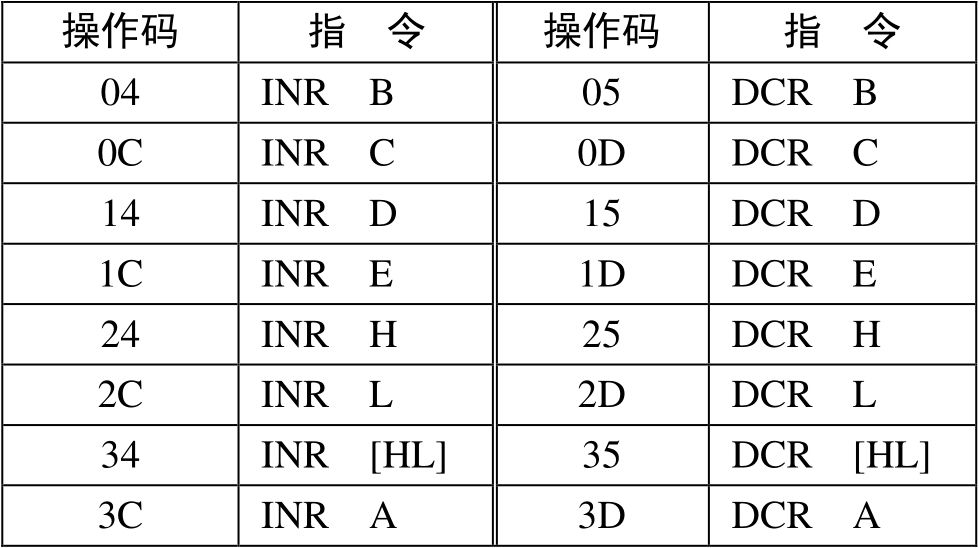 操作码 指 令 操作码 指 令
04 INR B 05 DCR B
0C INR C 0D DCR C
14 INR D 15 DCR D
1C INR E 1D DCR E
24 INR H 25 DCR H
2C INR L 2D DCR L
34 INR [HL] 35 DCR [HL]
3C INR A 3D DCR A